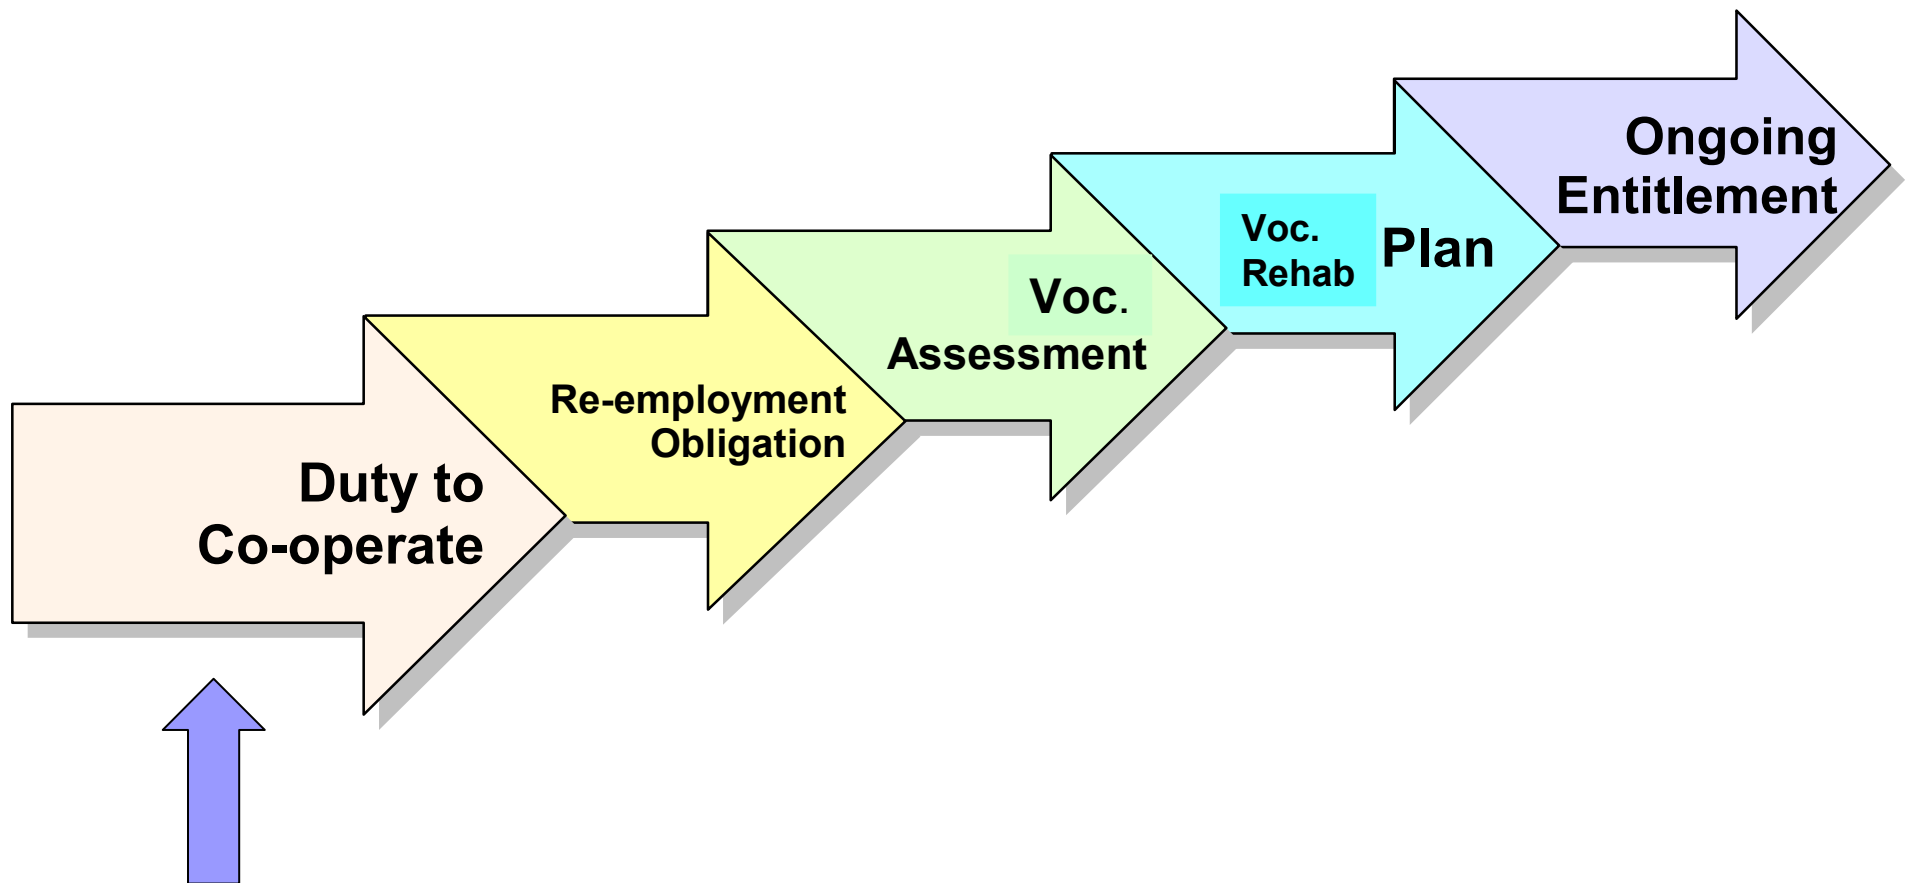 Duty to
Co-operate
Re-employment
Obligation
Voc.
Assessment
Voc.
Rehab Plan
Ongoing
Entitlement